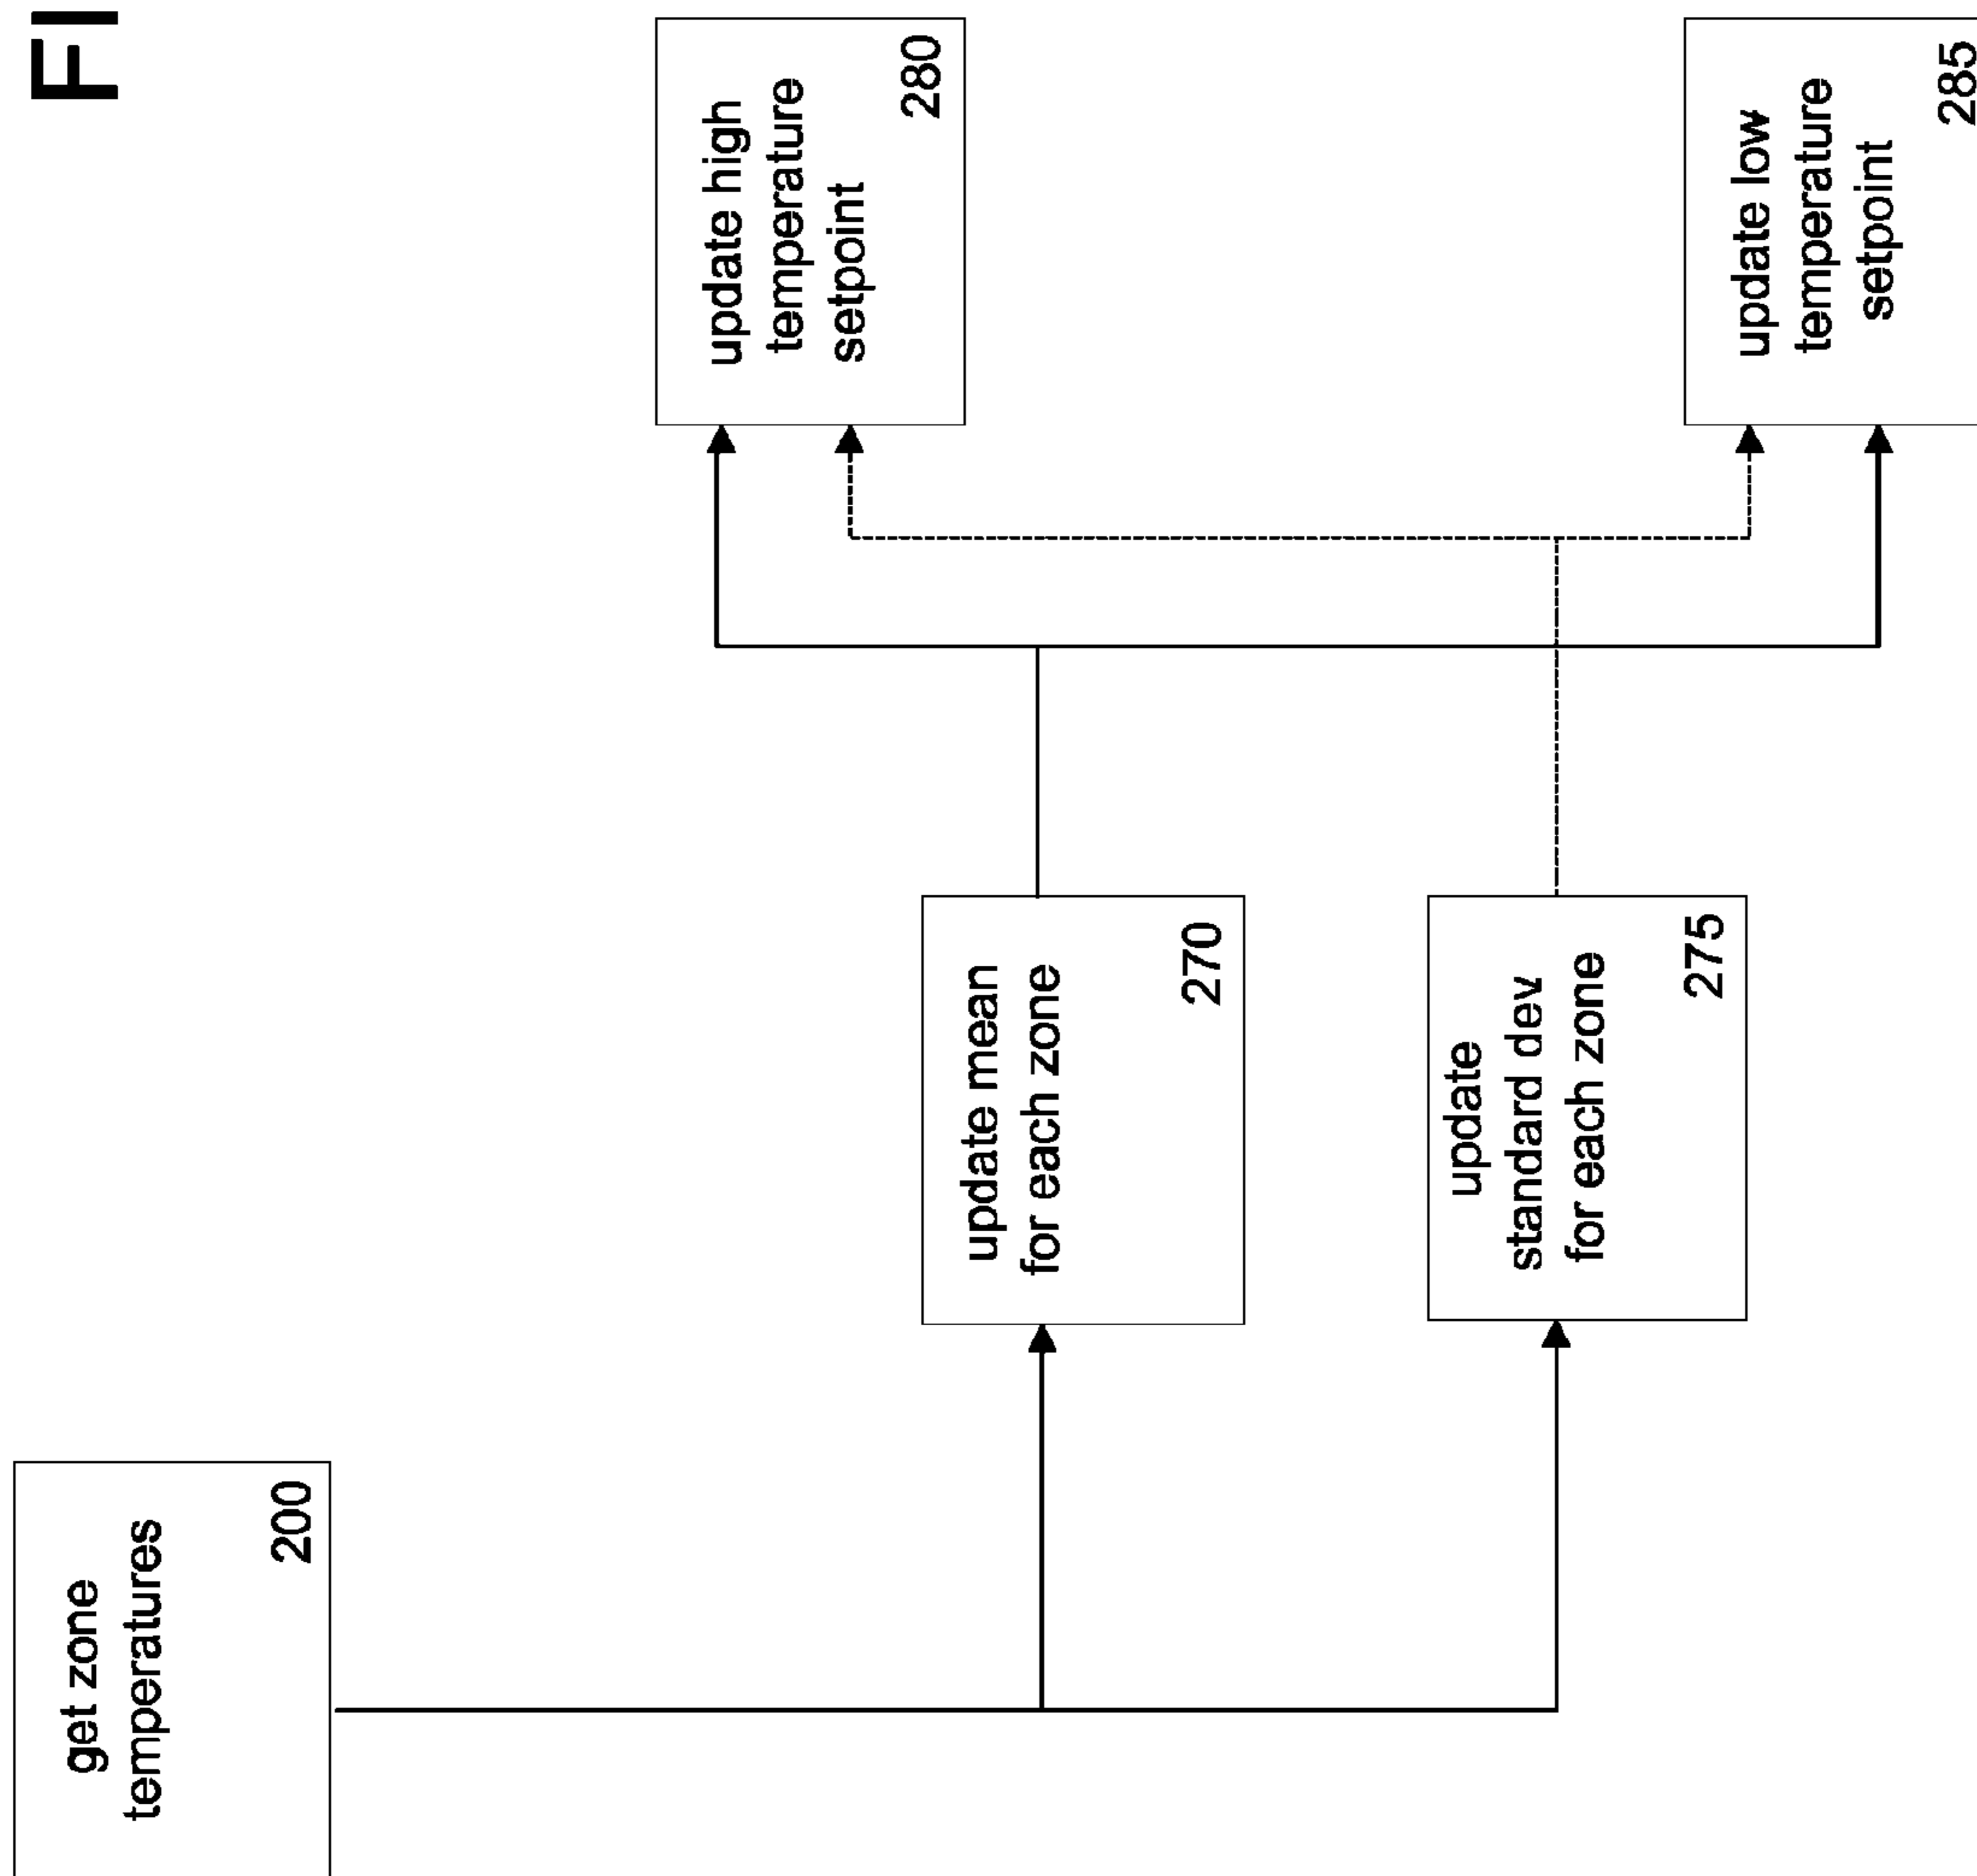 FI
get zone
temperatures
200
update mean
for each zone
270
update
standard dev
for each zone
275
update high
temperature
setpoint
280
update low
temperature
setpoint
285